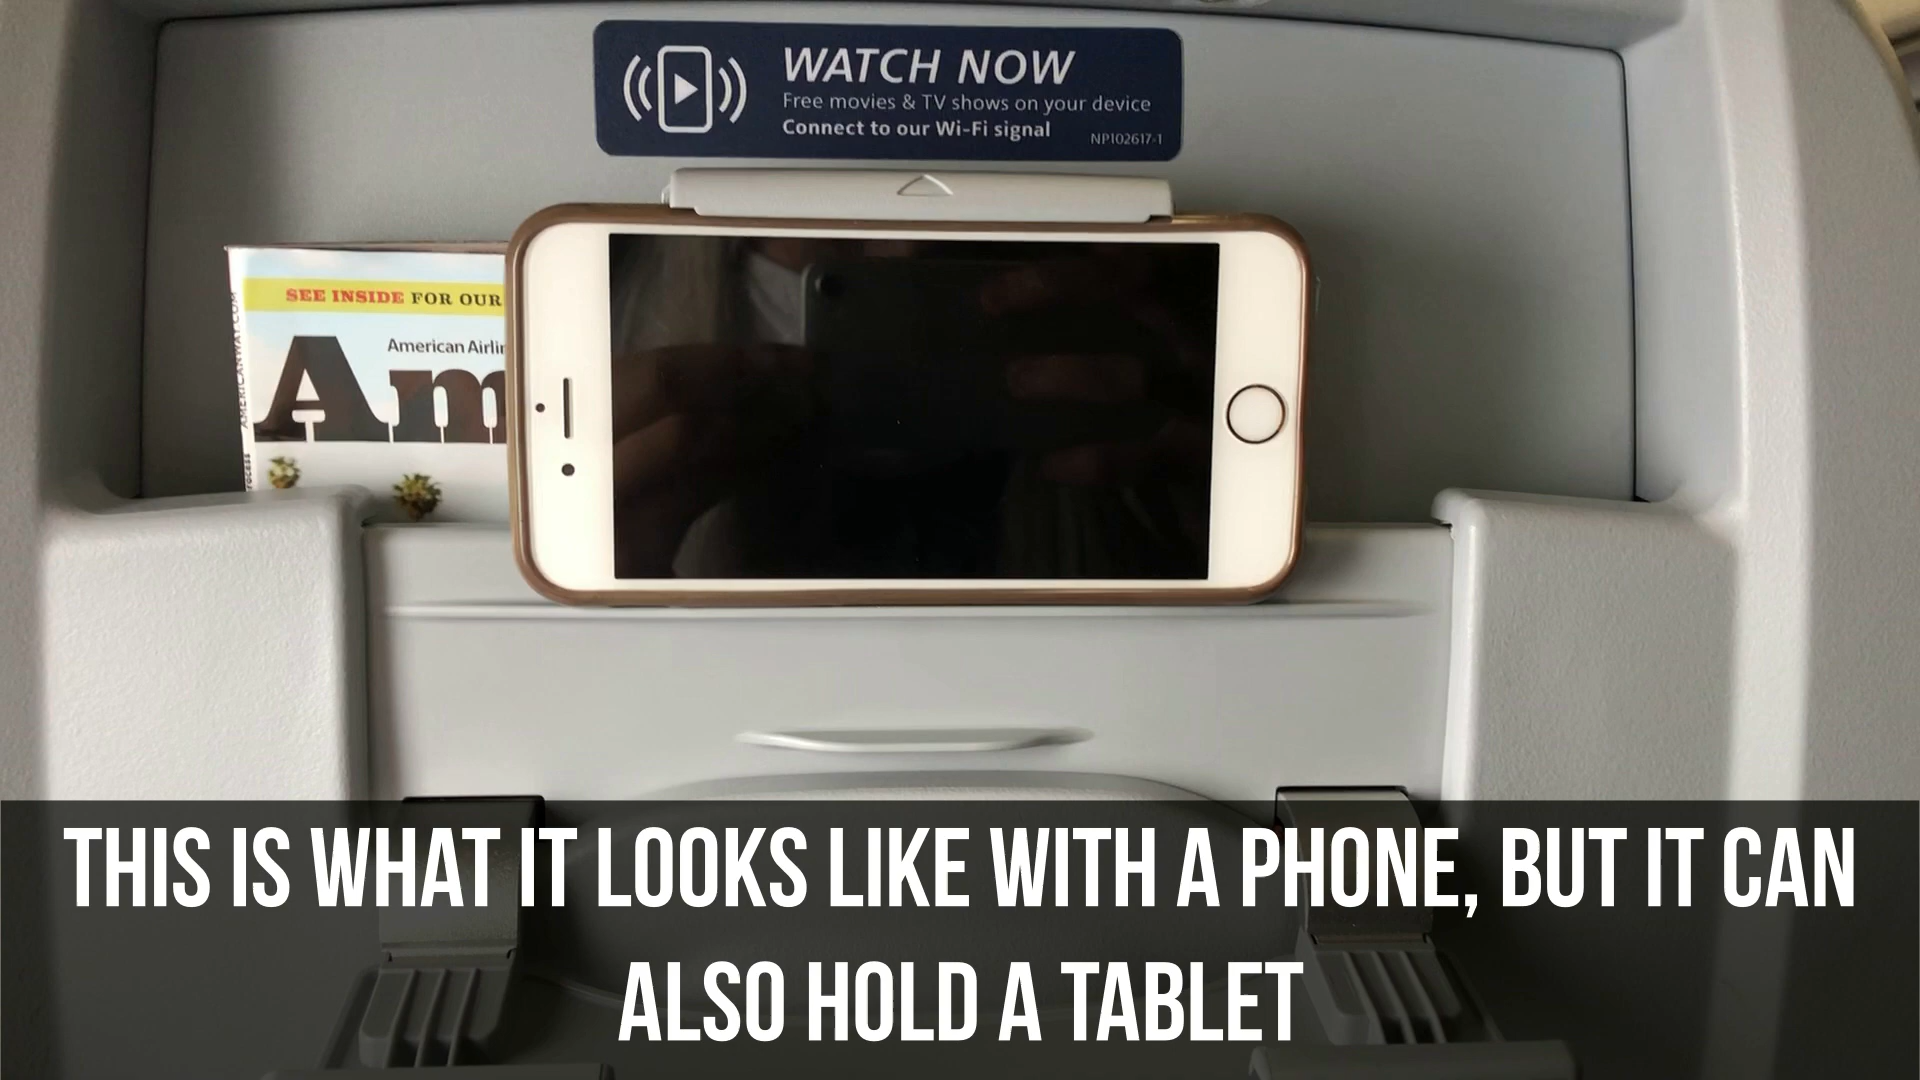 WATCH NOW
Free movies & TV shows on your device
Connect to our Wi-Fi signal
NP102617-1
SEE INSIDE FOR OUR
American Airlin
Am
AMERICANWAY.COM
THIS IS WHAT IT LOOKS LIKE WITH A PHONE, BUT IT CAN
ALSO HOLD A TABLET